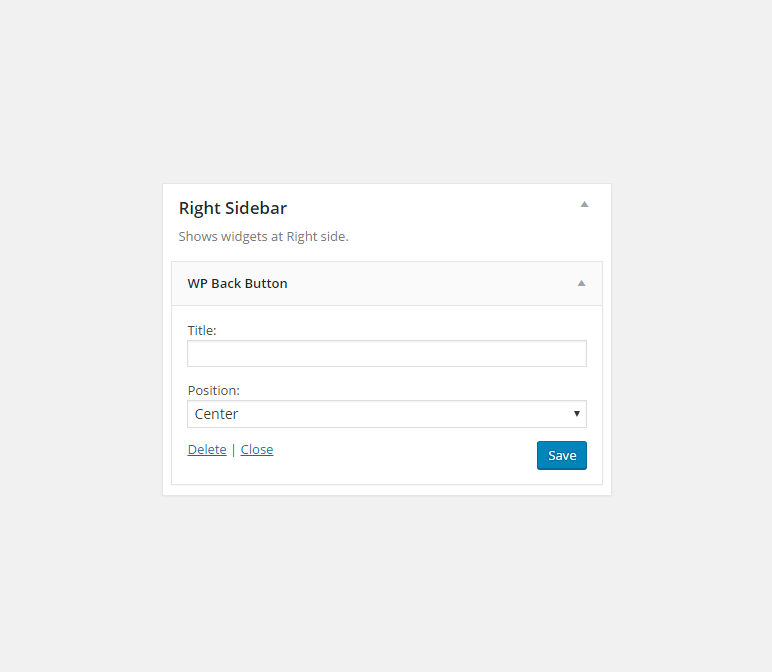 Right Sidebar
Shows widgets at Right side.
WP Back Button
Title:
Position:
Center
Delete | Close
Save